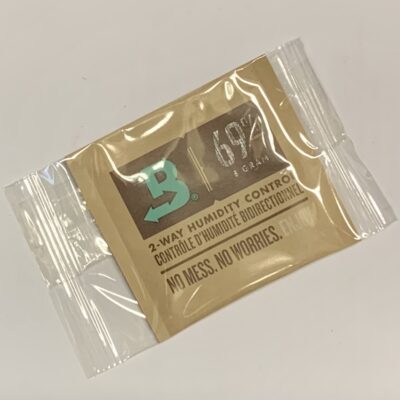 B® 69%
8 GRAM
2-WAY HUMIDITY CONTROL
CONTRÔLE D'HUMIDITÉ BIDIRECTIONNEL
NO MESS. NO WORRIES.